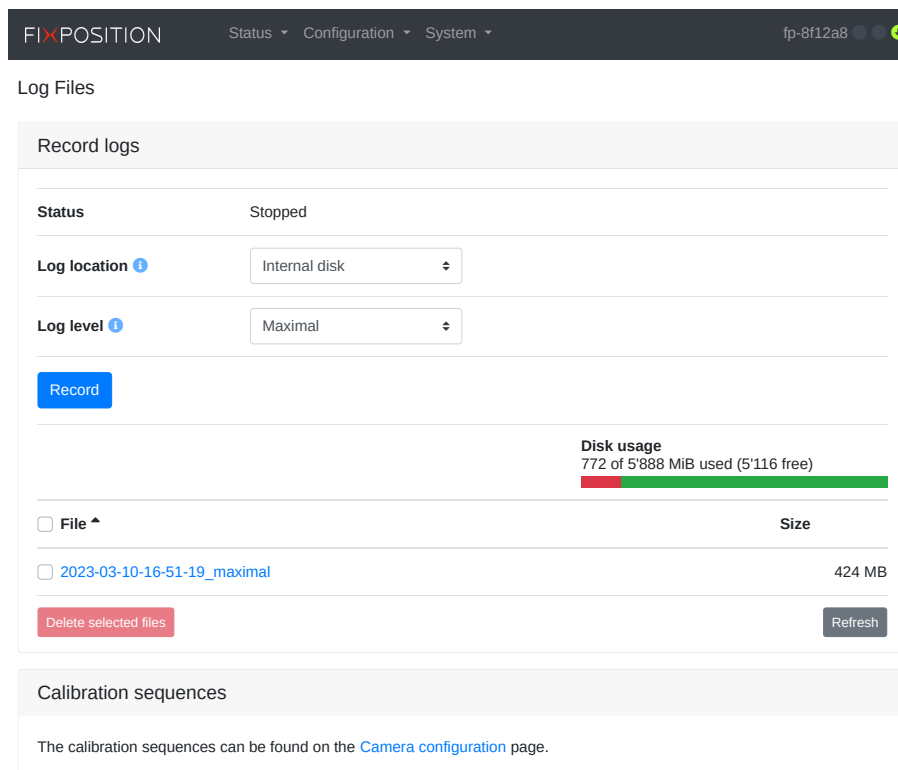 FIXPOSITION Status Configuration System fp-8f12a8
Log Files
Record logs
Status Stopped
Log location Internal disk
Log level Maximal
Record
Disk usage
772 of 5'888 MiB used (5'116 free)
File Size
2023-03-10-16-51-19_maximal 424 MB
Delete selected files Refresh
Calibration sequences
The calibration sequences can be found on the Camera configuration page.